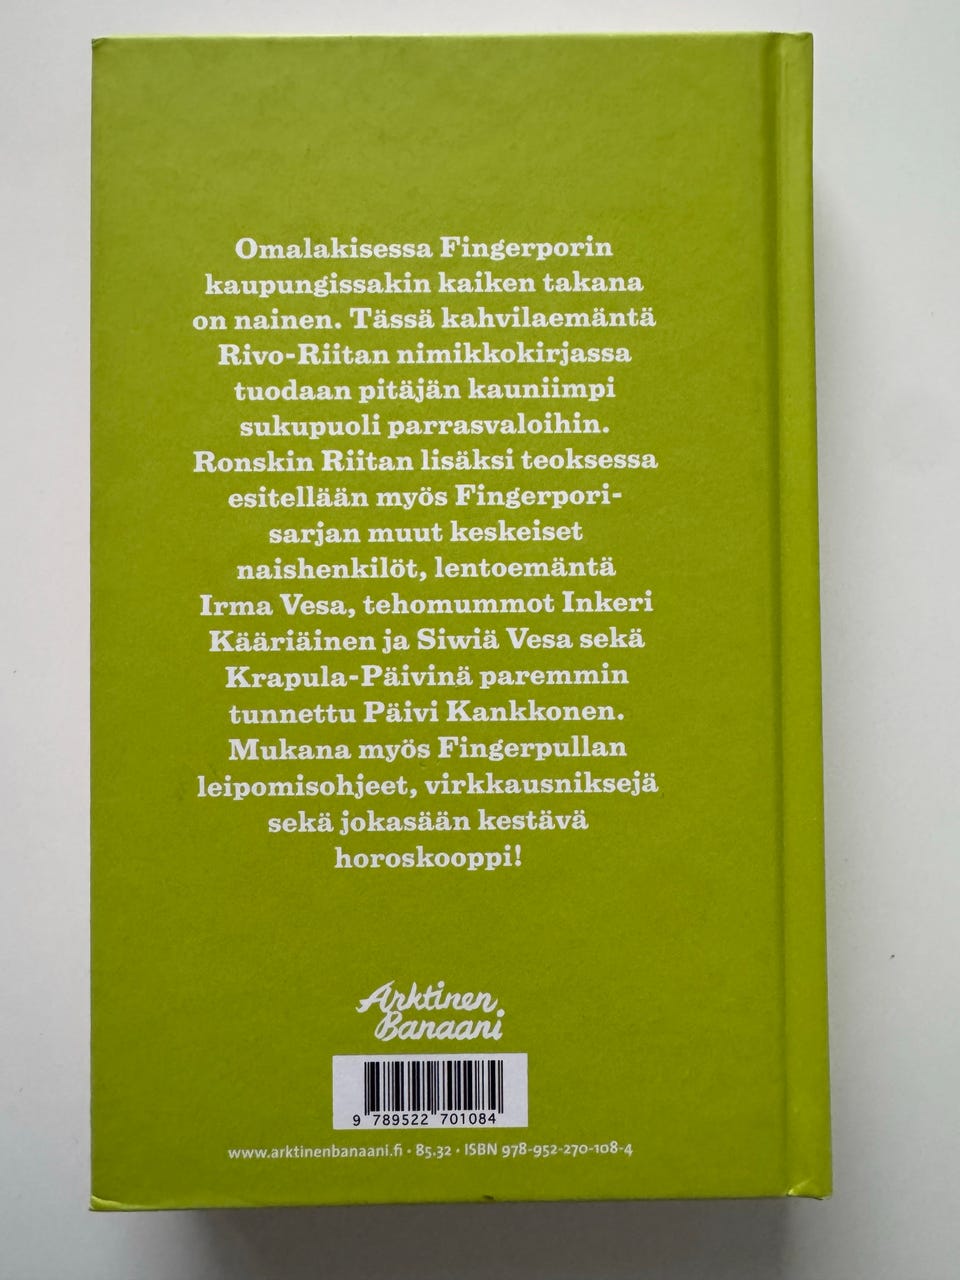 Omalakisessa Fingerporin
kaupungissakin kaiken takana
on nainen. Tässä kahvilaemäntä
Rivo-Riitan nimikkokirjassa
tuodaan pitäjän kauniimpi
sukupuoli parrasvaloihin.
Ronskin Riitan lisäksi teoksessa
esitellään myös Fingerpori-
sarjan muut keskeiset
naishenkilöt, lentoemäntä
Irma Vesa, tehomummot Inkeri
Kääriäinen ja Siwiä Vesa sekä
Krapula-Päivinä paremmin
tunnettu Päivi Kankkonen.
Mukana myös Fingerpullan
leipomisohjeet, virkkausniksejä
sekä jokasään kestävä
horoskooppi!
Arktinen
Banaani
9 789522 701084
www.arktinenbanaani.fi • 85.32 • ISBN 978-952-270-108-4